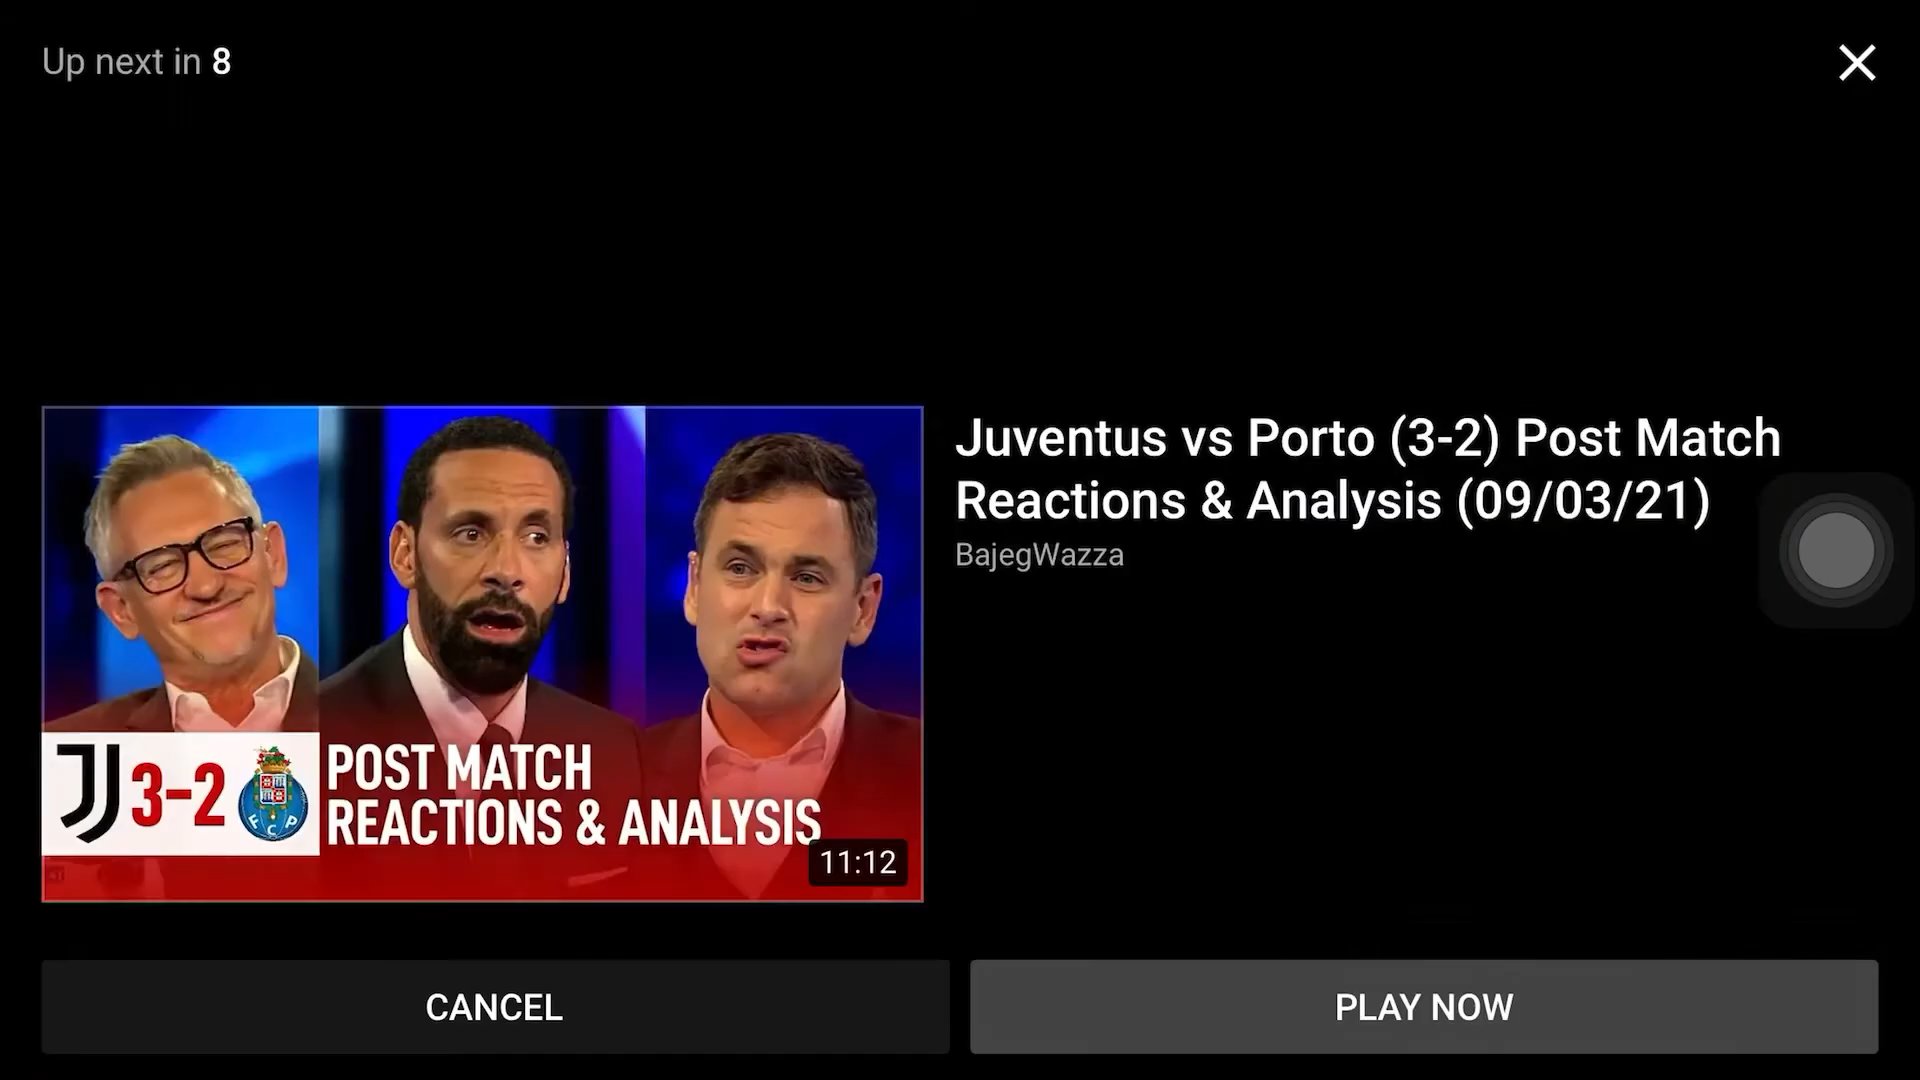 Up next in 8
Juventus vs Porto (3-2) Post Match
Reactions & Analysis (09/03/21)
BajegWazza
3-2
FCP
POST MATCH
REACTIONS & ANALYSIS
11:12
CANCEL
PLAY NOW